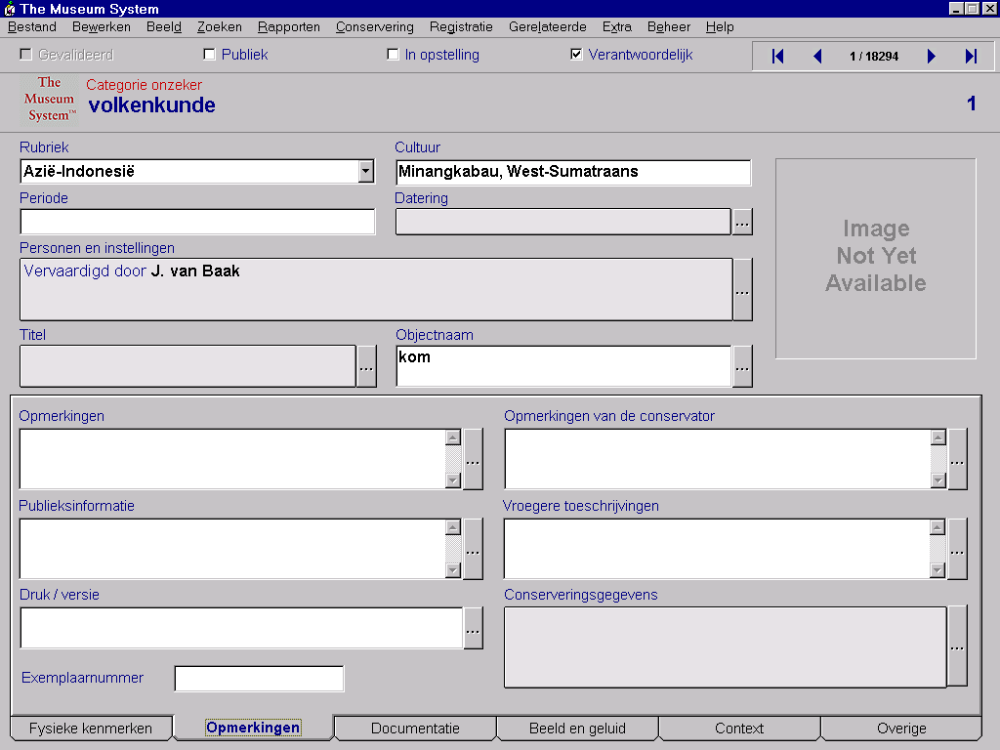 The Museum System
Bestand Bewerken Beeld Zoeken Rapporten Conservering Registratie Gerelateerde Extra Beheer Help
Gevalideerd Publiek In opstelling Verantwoordelijk 1 / 18294
The Museum System™
Categorie onzeker
volkenkunde 1
Rubriek Cultuur
Azië-Indonesië Minangkabau, West-Sumatraans
Periode Datering
...
Image
Not Yet
Available
Personen en instellingen
Vervaardigd door J. van Baak
...
Titel Objectnaam
... kom ...
Opmerkingen Opmerkingen van de conservator
... ...
Publieksinformatie Vroegere toeschrijvingen
... ...
Druk / versie Conserveringsgegevens
... ...
Exemplaarnummer
Fysieke kenmerken Opmerkingen Documentatie Beeld en geluid Context Overige